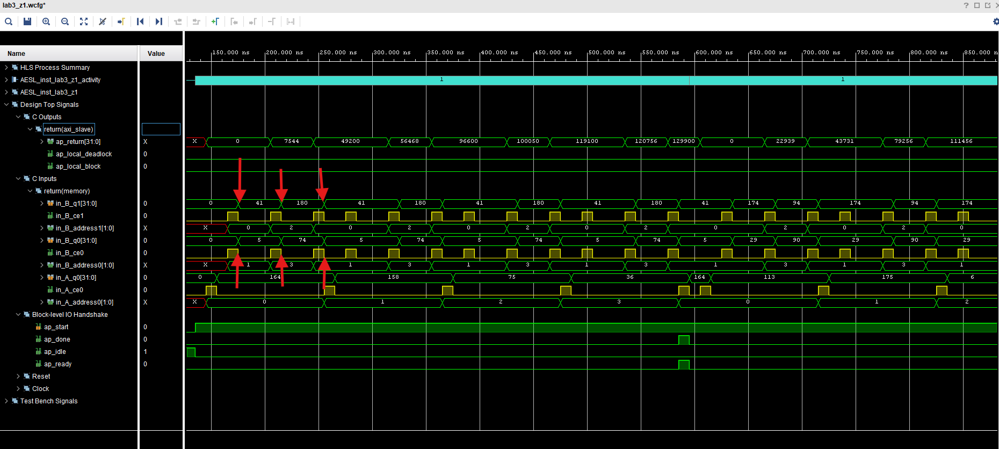 lab3_z1.wcfg*
Name Value
150.000 ns 200.000 ns 250.000 ns 300.000 ns 350.000 ns 400.000 ns 450.000 ns 500.000 ns 550.000 ns 600.000 ns 650.000 ns 700.000 ns 750.000 ns 800.000 ns 850.000 n
HLS Process Summary
AESL_inst_lab3_z1_activity 1 1
AESL_inst_lab3_z1
Design Top Signals
C Outputs
return(axi_slave)
ap_return[31:0] X X 0 7544 49200 56468 96600 100050 119100 120756 129900 0 22939 43731 79256 111456
ap_local_deadlock 0
ap_local_block 0
C Inputs
return(memory)
in_B_q1[31:0] 0 0 41 180 41 180 41 180 41 180 41 174 94 174 94 174
in_B_ce1 0
in_B_address1[1:0] X X 0 2 0 2 0 2 0 2 0 2 0 2 0
in_B_q0[31:0] 0 0 5 74 5 74 5 74 5 74 5 29 90 29 90 29
in_B_ce0 0
in_B_address0[1:0] X X 1 3 1 3 1 3 1 3 1 3 1 3 1
in_A_q0[31:0] 0 0 164 158 75 36 164 113 175 6
in_A_ce0 0
in_A_address0[1:0] X X 0 1 2 3 0 1 2
Block-level IO Handshake
ap_start 0
ap_done 0
ap_idle 1
ap_ready 0
Reset
Clock
Test Bench Signals